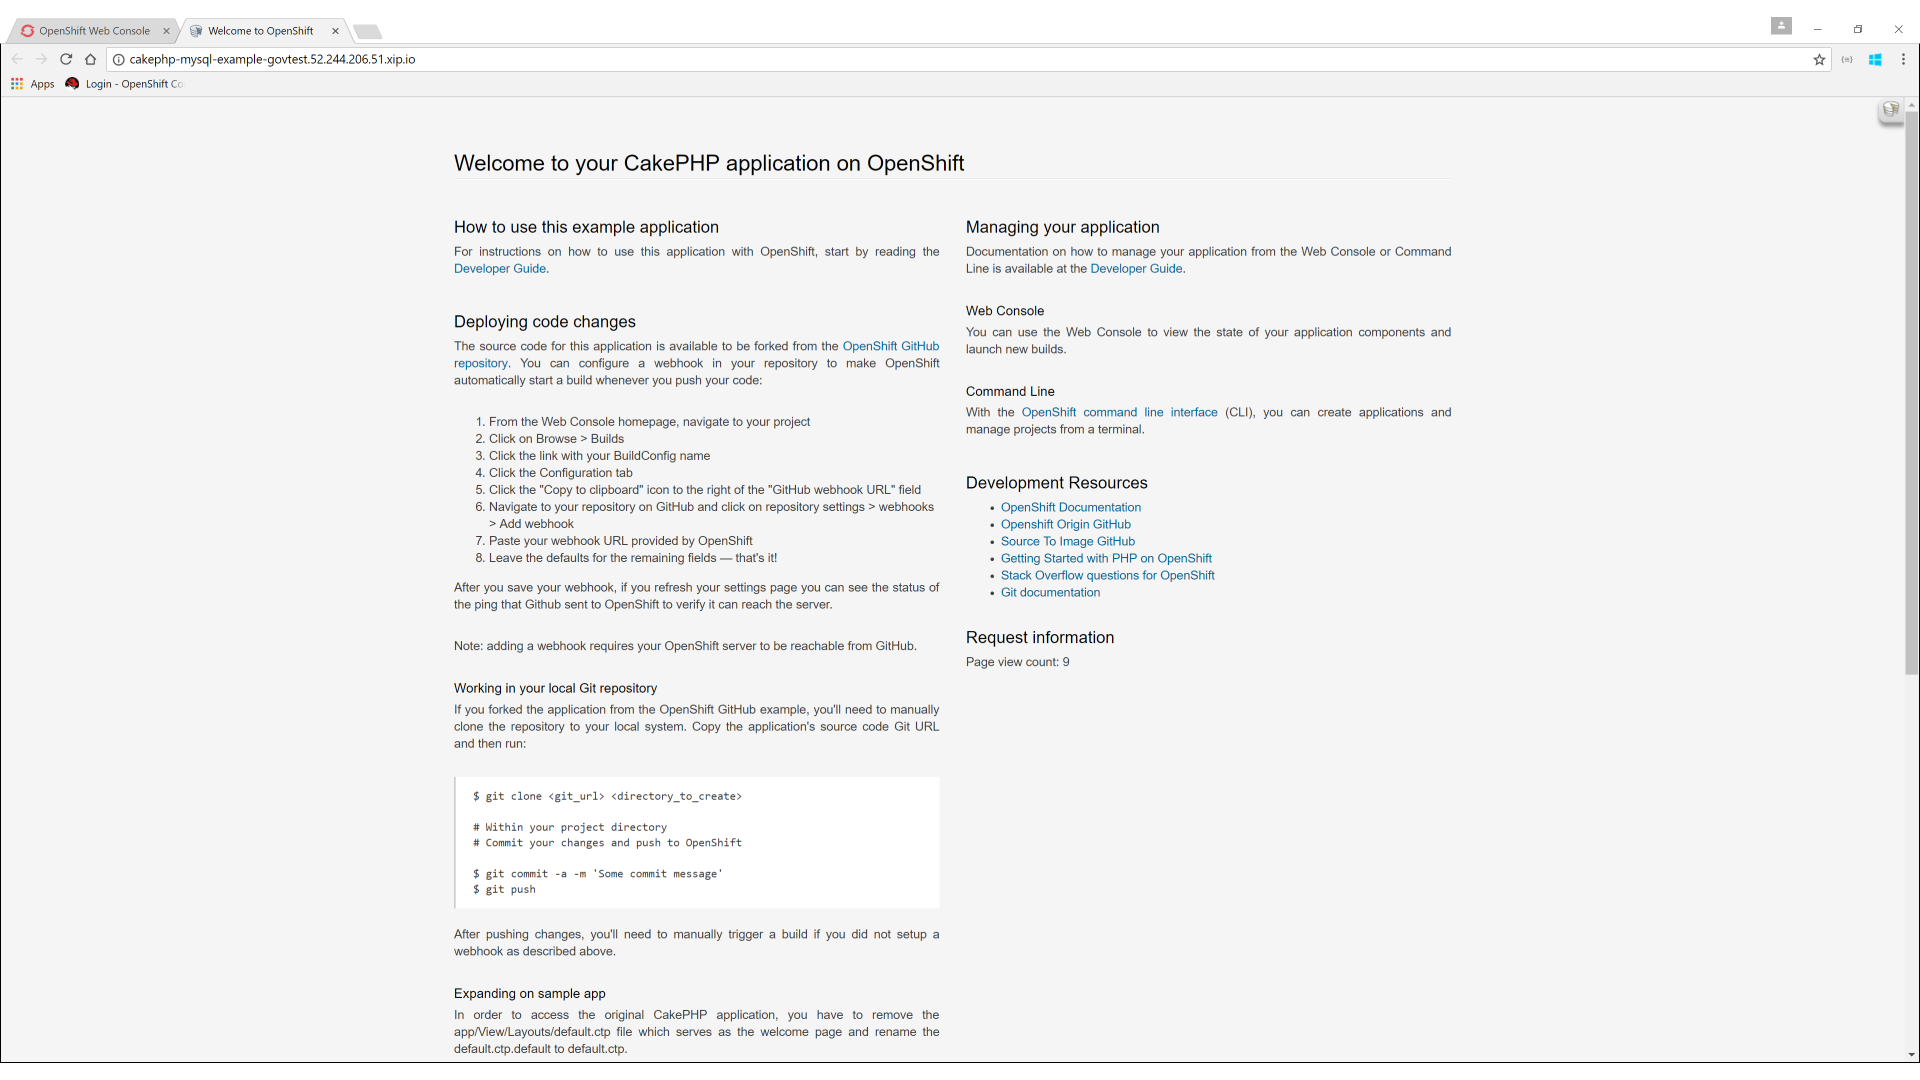 OpenShift Web Console
Welcome to OpenShift
cakephp-mysql-example-govtest.52.244.206.51.xip.io
Apps
Login - OpenShift Co
Welcome to your CakePHP application on OpenShift
How to use this example application
For instructions on how to use this application with OpenShift, start by reading the
Developer Guide.
Deploying code changes
The source code for this application is available to be forked from the OpenShift GitHub
repository. You can configure a webhook in your repository to make OpenShift
automatically start a build whenever you push your code:
1. From the Web Console homepage, navigate to your project
2. Click on Browse > Builds
3. Click the link with your BuildConfig name
4. Click the Configuration tab
5. Click the "Copy to clipboard" icon to the right of the "GitHub webhook URL" field
6. Navigate to your repository on GitHub and click on repository settings > webhooks
> Add webhook
7. Paste your webhook URL provided by OpenShift
8. Leave the defaults for the remaining fields — that's it!
After you save your webhook, if you refresh your settings page you can see the status of
the ping that Github sent to OpenShift to verify it can reach the server.
Note: adding a webhook requires your OpenShift server to be reachable from GitHub.
Working in your local Git repository
If you forked the application from the OpenShift GitHub example, you'll need to manually
clone the repository to your local system. Copy the application's source code Git URL
and then run:
$ git clone <git_url> <directory_to_create>
# Within your project directory
# Commit your changes and push to OpenShift
$ git commit -a -m 'Some commit message'
$ git push
After pushing changes, you'll need to manually trigger a build if you did not setup a
webhook as described above.
Expanding on sample app
In order to access the original CakePHP application, you have to remove the
app/View/Layouts/default.ctp file which serves as the welcome page and rename the
default.ctp.default to default.ctp.
Managing your application
Documentation on how to manage your application from the Web Console or Command
Line is available at the Developer Guide.
Web Console
You can use the Web Console to view the state of your application components and
launch new builds.
Command Line
With the OpenShift command line interface (CLI), you can create applications and
manage projects from a terminal.
Development Resources
• OpenShift Documentation
• Openshift Origin GitHub
• Source To Image GitHub
• Getting Started with PHP on OpenShift
• Stack Overflow questions for OpenShift
• Git documentation
Request information
Page view count: 9